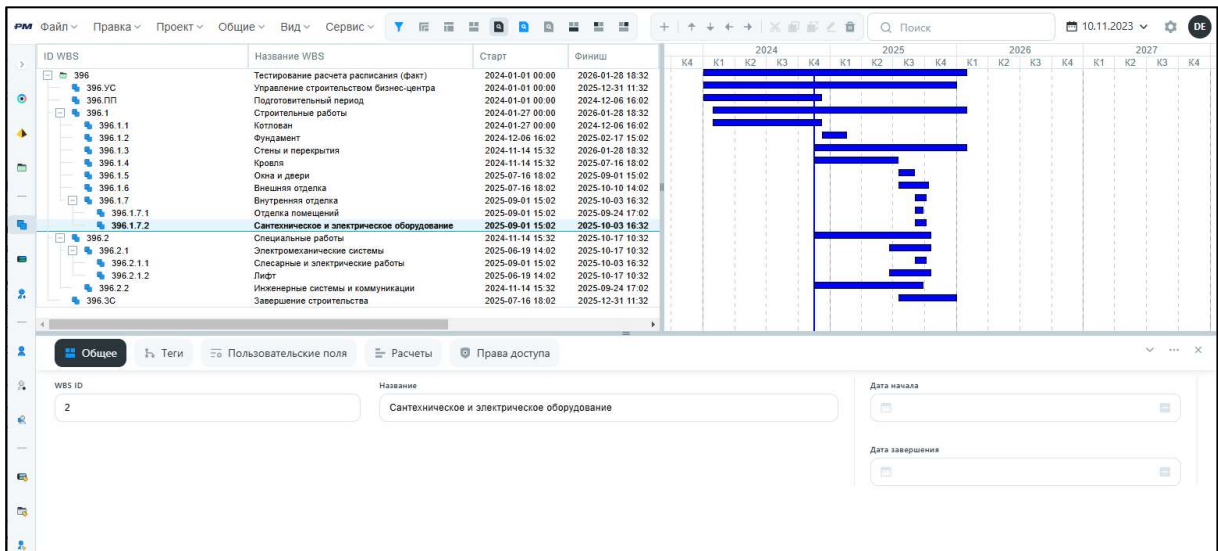 PM Файл Правка Проект Общие Вид Сервис Поиск 10.11.2023 DE
ID WBS Название WBS Старт Финиш
2024 2025 2026 2027
К4 К1 К2 К3 К4 К1 К2 К3 К4 К1 К2 К3 К4 К1 К2 К3 К4
396 Тестирование расчета расписания (факт) 2024-01-01 00:00 2026-01-28 18:32
396.УС Управление строительством бизнес-центра 2024-01-01 00:00 2025-12-31 11:32
396.ПП Подготовительный период 2024-01-01 00:00 2024-12-06 16:02
396.1 Строительные работы 2024-01-27 00:00 2026-01-28 18:32
396.1.1 Котлован 2024-01-27 00:00 2024-12-06 16:02
396.1.2 Фундамент 2024-12-06 16:02 2025-02-17 15:02
396.1.3 Стены и перекрытия 2024-11-14 15:32 2026-01-28 18:32
396.1.4 Кровля 2024-11-14 15:32 2025-07-16 18:02
396.1.5 Окна и двери 2025-07-16 18:02 2025-09-01 15:02
396.1.6 Внешняя отделка 2025-07-16 18:02 2025-10-10 14:02
396.1.7 Внутренняя отделка 2025-09-01 15:02 2025-10-03 16:32
396.1.7.1 Отделка помещений 2025-09-01 15:02 2025-09-24 17:02
396.1.7.2 Сантехническое и электрическое оборудование 2025-09-01 15:02 2025-10-03 16:32
396.2 Специальные работы 2024-11-14 15:32 2025-10-17 10:32
396.2.1 Электромеханические системы 2025-06-19 14:02 2025-10-17 10:32
396.2.1.1 Слесарные и электрические работы 2025-09-01 15:02 2025-10-03 16:32
396.2.1.2 Лифт 2025-06-19 14:02 2025-10-17 10:32
396.2.2 Инженерные системы и коммуникации 2024-11-14 15:32 2025-09-24 17:02
396.ЗС Завершение строительства 2025-07-16 18:02 2025-12-31 11:32
Общее Теги Пользовательские поля Расчеты Права доступа
WBS ID Название Дата начала
2 Сантехническое и электрическое оборудование
Дата завершения